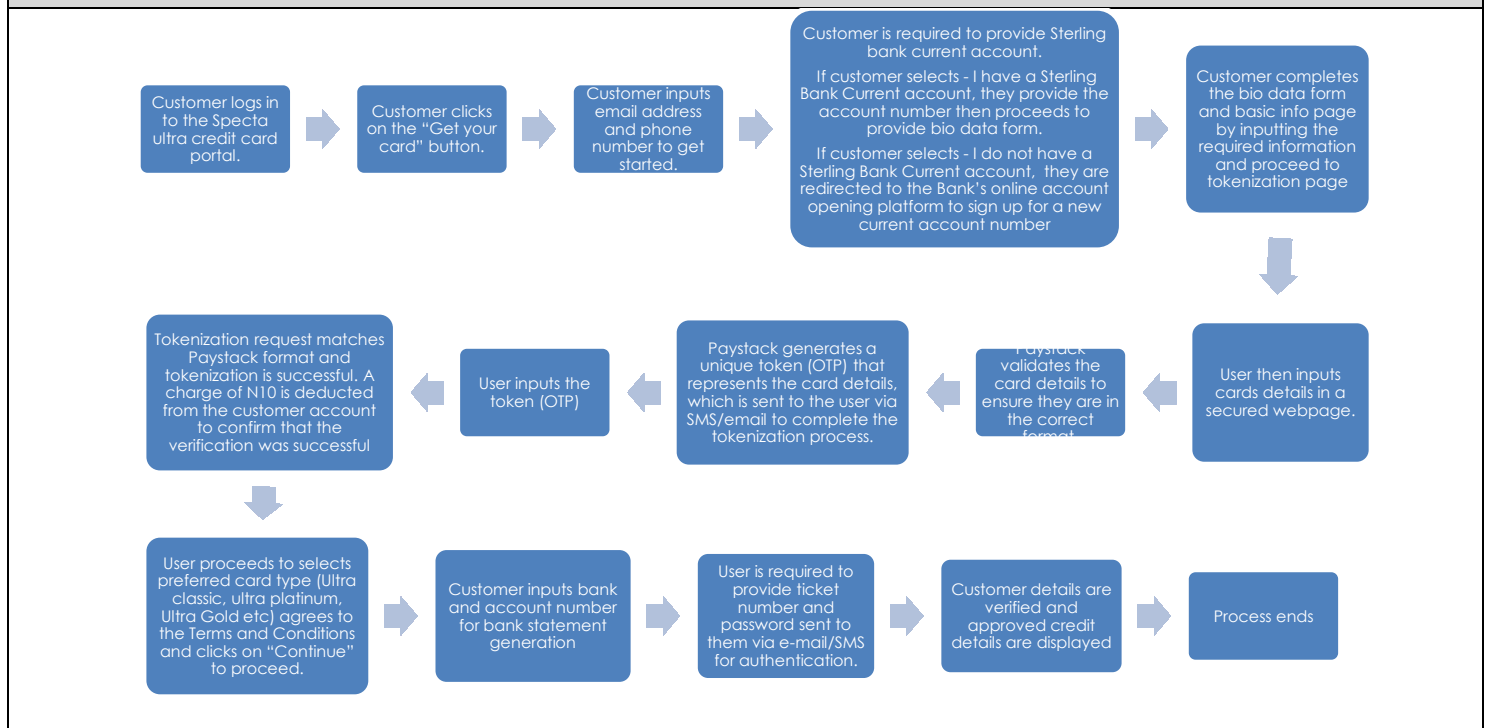 Customer logs in
to the Specta
ultra credit card
portal.
Customer clicks
on the “Get your
card” button.
Customer inputs
email address
and phone
number to get
started.
Customer is required to provide Sterling
bank current account.
If customer selects - I have a Sterling
Bank Current account, they provide the
account number then proceeds to
provide bio data form.
If customer selects - I do not have a
Sterling Bank Current account, they are
redirected to the Bank’s online account
opening platform to sign up for a new
current account number
Customer completes
the bio data form
and basic info page
by inputting the
required information
and proceed to
tokenization page
User then inputs
cards details in a
secured webpage.
Paystack
validates the
card details to
ensure they are in
the correct
format.
Paystack generates a
unique token (OTP) that
represents the card details,
which is sent to the user via
SMS/email to complete the
tokenization process.
User inputs the
token (OTP)
Tokenization request matches
Paystack format and
tokenization is successful. A
charge of N10 is deducted
from the customer account
to confirm that the
verification was successful
User proceeds to selects
preferred card type (Ultra
classic, ultra platinum,
Ultra Gold etc) agrees to
the Terms and Conditions
and clicks on “Continue”
to proceed.
Customer inputs bank
and account number
for bank statement
generation
User is required to
provide ticket
number and
password sent to
them via e-mail/SMS
for authentication.
Customer details are
verified and
approved credit
details are displayed
Process ends